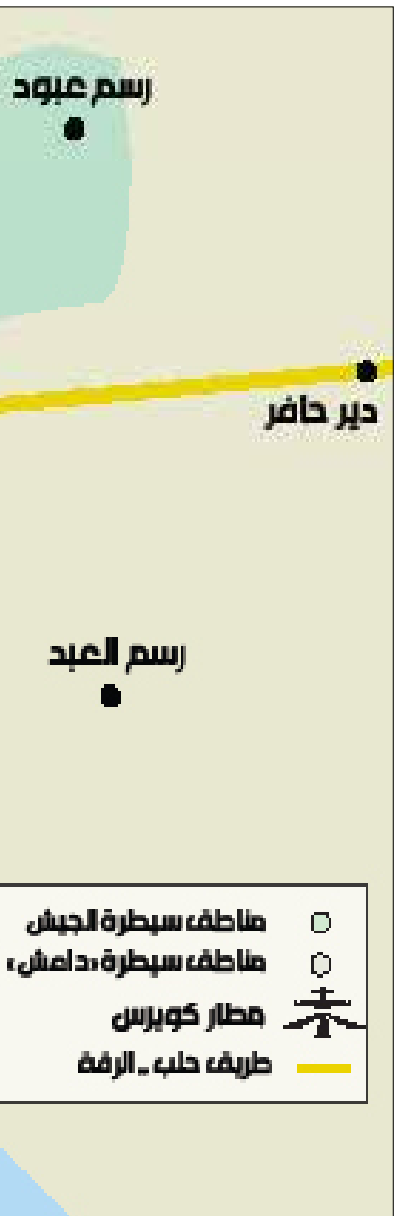 رسم عبود
دير حافر
رسم العبد
مناطق سيطرة الجيش
مناطق سيطرة «داعش»
مطار كويرس
طريق حلب ـ الرقة